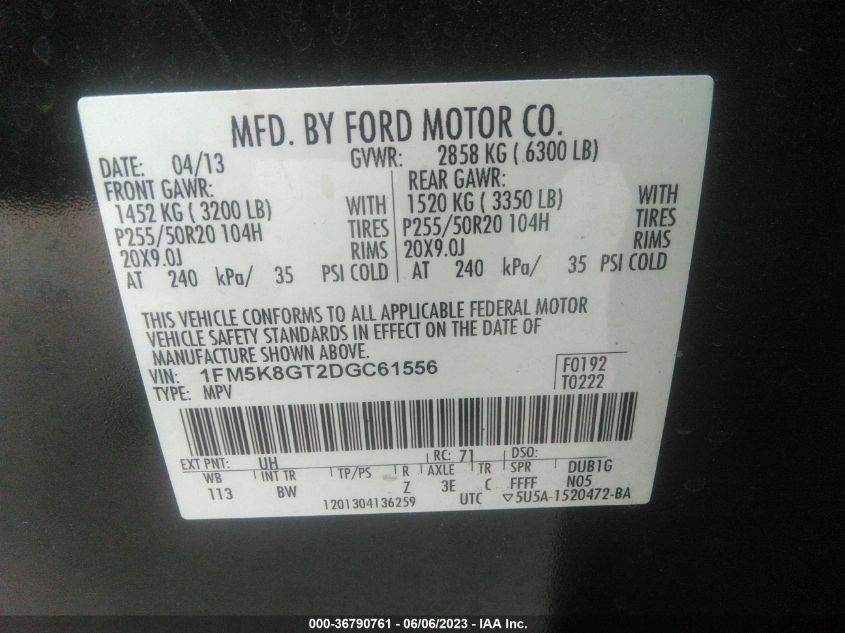 MFD. BY FORD MOTOR CO.
DATE: 04/13 GVWR: 2858 KG ( 6300 LB)
FRONT GAWR: REAR GAWR:
1452 KG ( 3200 LB) WITH 1520 KG ( 3350 LB) WITH
P255/50R20 104H TIRES P255/50R20 104H TIRES
20X9.0J RIMS 20X9.0J RIMS
AT 240 kPa/ 35 PSI COLD AT 240 kPa/ 35 PSI COLD
THIS VEHICLE CONFORMS TO ALL APPLICABLE FEDERAL MOTOR
VEHICLE SAFETY STANDARDS IN EFFECT ON THE DATE OF
MANUFACTURE SHOWN ABOVE.
VIN: 1FM5K8GT2DGC61556 F0192
TYPE: MPV T0222
EXT PNT: UH RC: 71 DSO:
WB INT TR TP/PS R AXLE TR SPR DUB1G
113 BW Z 3E C FFFF N05
1201304136259 UTC ▽5U5A-1520472-BA
000-36790761 - 06/06/2023 - IAA Inc.